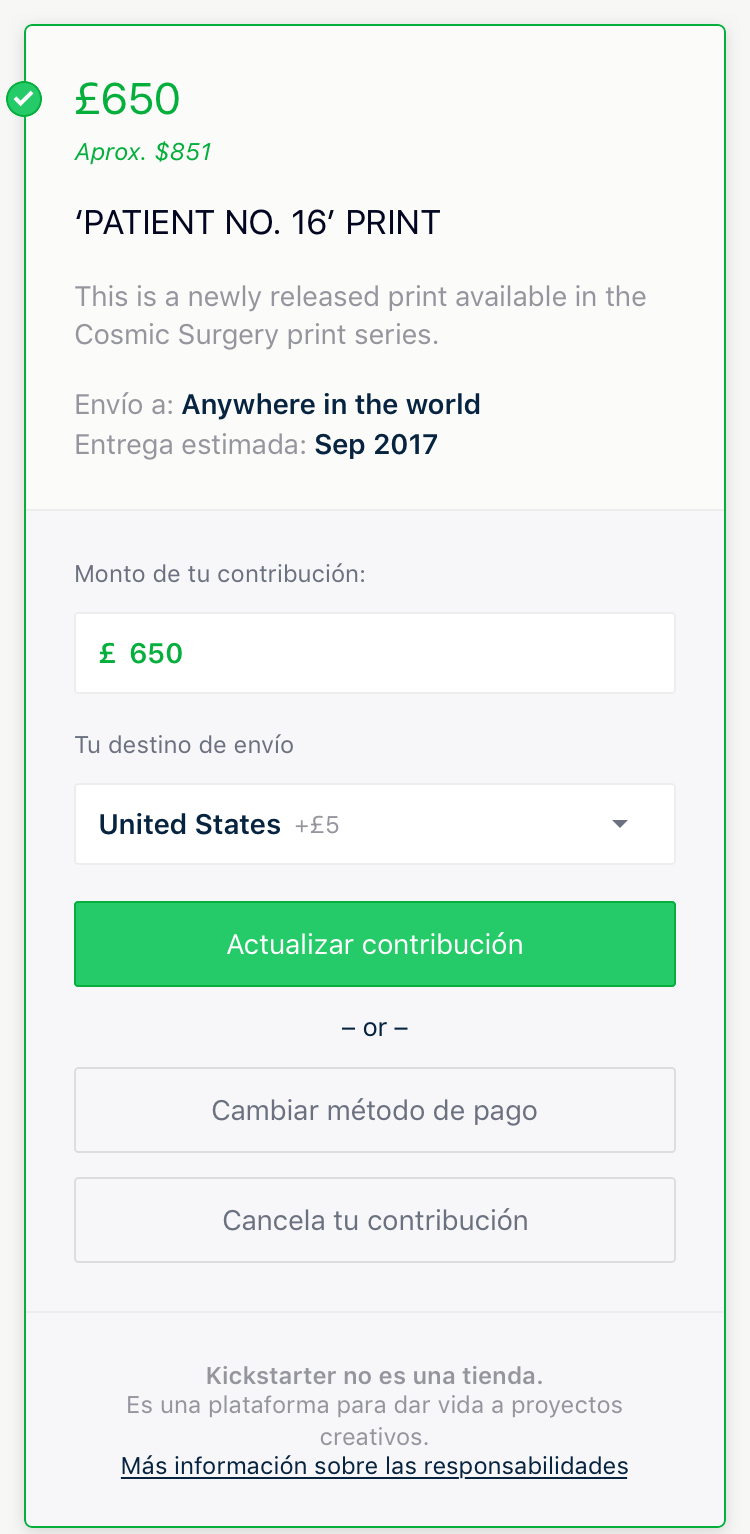 £650
Aprox. $851
‘PATIENT NO. 16’ PRINT
This is a newly released print available in the
Cosmic Surgery print series.
Envío a: Anywhere in the world
Entrega estimada: Sep 2017
Monto de tu contribución:
£ 650
Tu destino de envío
United States +£5
Actualizar contribución
– or –
Cambiar método de pago
Cancela tu contribución
Kickstarter no es una tienda.
Es una plataforma para dar vida a proyectos
creativos.
Más información sobre las responsabilidades